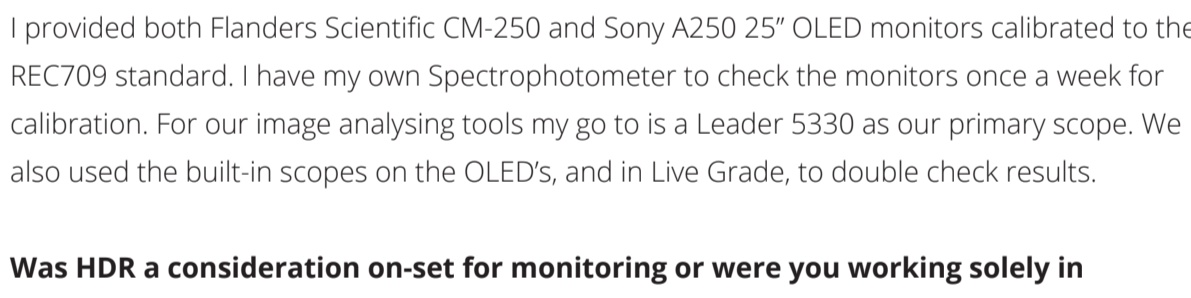 I provided both Flanders Scientific CM-250 and Sony A250 25” OLED monitors calibrated to the
REC709 standard. I have my own Spectrophotometer to check the monitors once a week for
calibration. For our image analysing tools my go to is a Leader 5330 as our primary scope. We
also used the built-in scopes on the OLED’s, and in Live Grade, to double check results.
Was HDR a consideration on-set for monitoring or were you working solely in